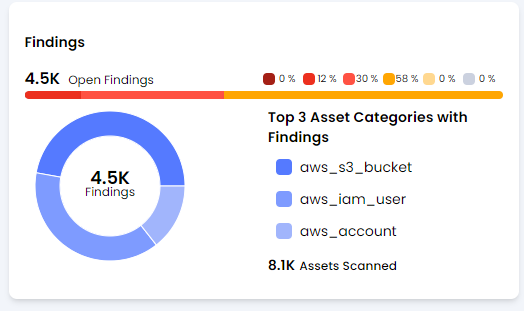 Findings
4.5K Open Findings 0 % 12 % 30 % 58 % 0 % 0 %
Top 3 Asset Categories with
Findings
4.5K
Findings
aws_s3_bucket
aws_iam_user
aws_account
8.1K Assets Scanned